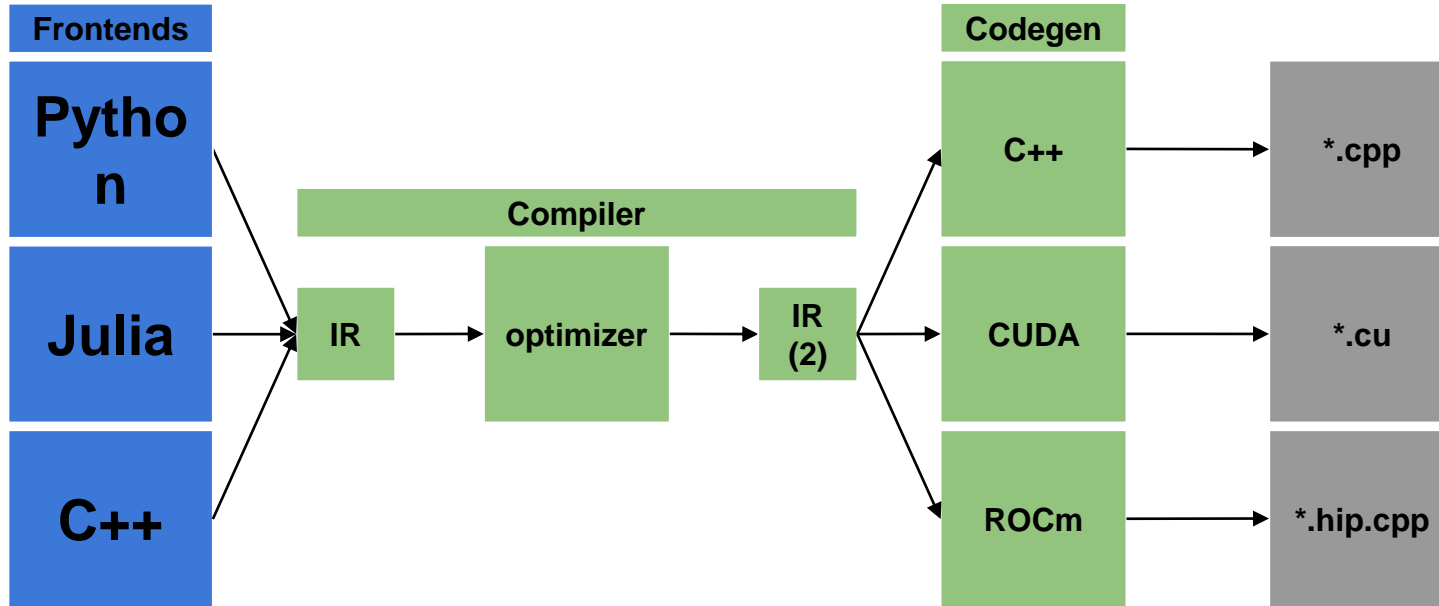 Frontends
Pytho
n
Julia
C++
Compiler
IR
optimizer
IR
(2)
Codegen
C++
CUDA
ROCm
*.cpp
*.cu
*.hip.cpp